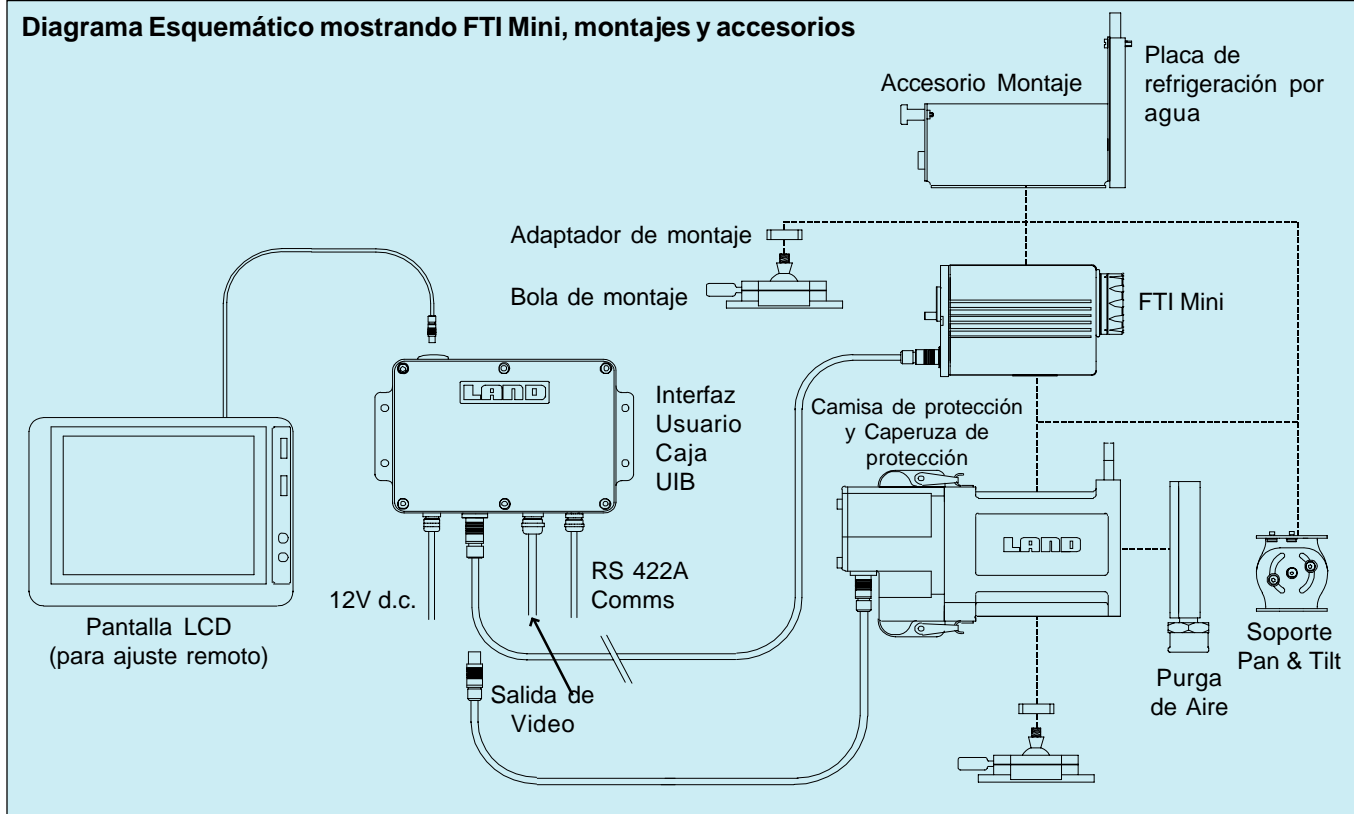 Diagrama Esquemático mostrando FTI Mini, montajes y accesorios
Placa de
refrigeración por
agua
Accesorio Montaje
Adaptador de montaje
Bola de montaje
FTI Mini
LAND
Interfaz
Usuario
Caja
UIB
Camisa de protección
y Caperuza de
protección
LAND
12V d.c.
RS 422A
Comms
Pantalla LCD
(para ajuste remoto)
Salida de
Video
Purga
de Aire
Soporte
Pan & Tilt